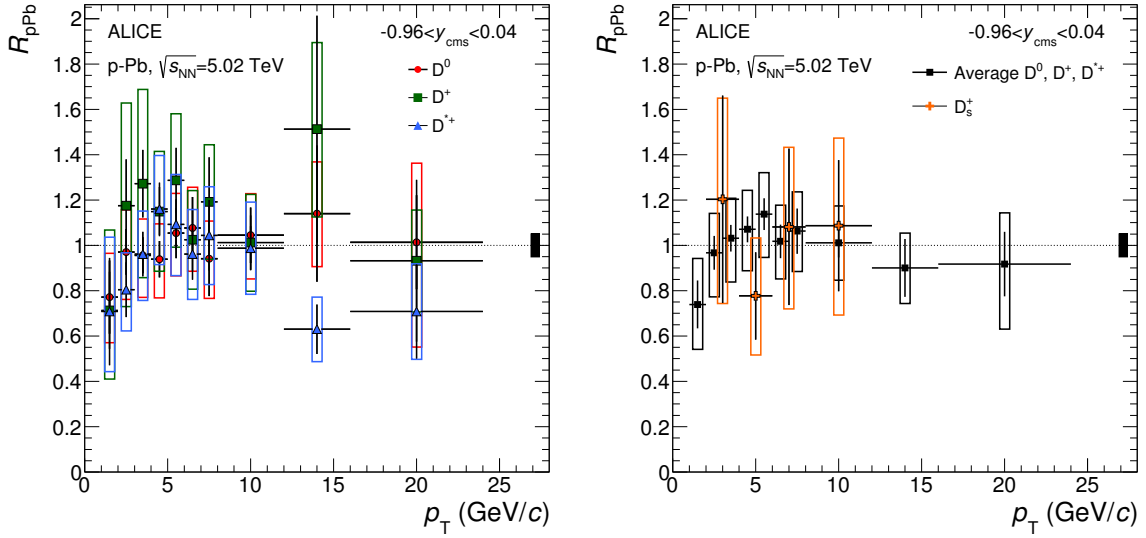 R_pPb
ALICE
-0.96<y_cms<0.04
p-Pb, √s_NN=5.02 TeV
D⁰
D⁺
D*⁺
2
1.8
1.6
1.4
1.2
1
0.8
0.6
0.4
0.2
0
0 5 10 15 20 25
p_T (GeV/c)
R_pPb
ALICE
-0.96<y_cms<0.04
p-Pb, √s_NN=5.02 TeV
Average D⁰, D⁺, D*⁺
D_s⁺
2
1.8
1.6
1.4
1.2
1
0.8
0.6
0.4
0.2
0
0 5 10 15 20 25
p_T (GeV/c)